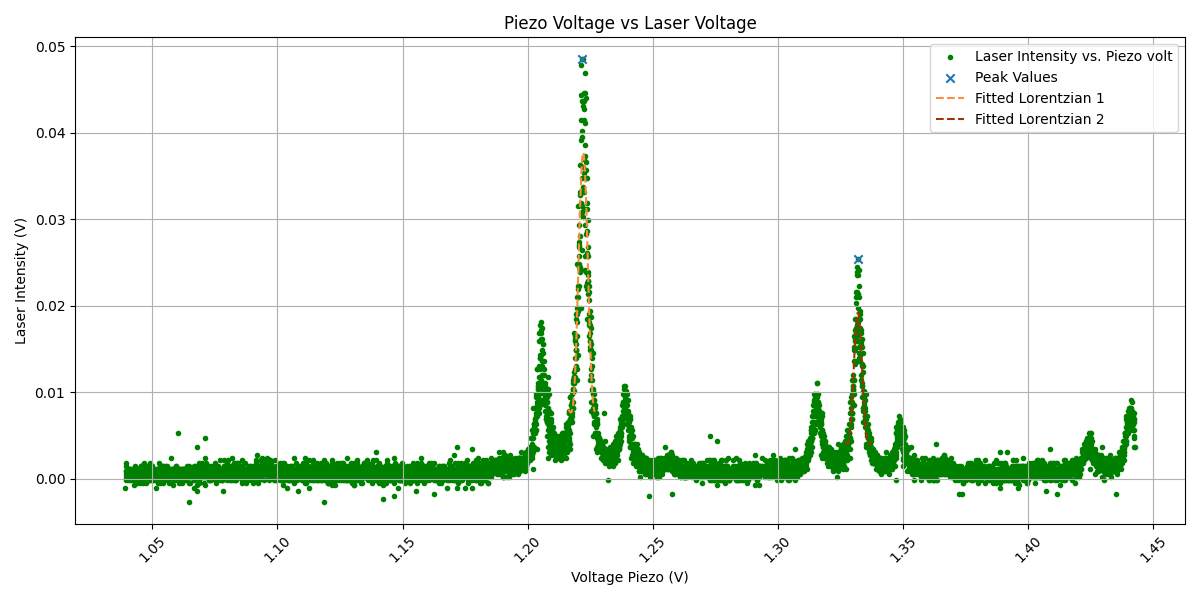 Piezo Voltage vs Laser Voltage
Laser Intensity vs. Piezo volt
Peak Values
Fitted Lorentzian 1
Fitted Lorentzian 2
Laser Intensity (V)
0.05
0.04
0.03
0.02
0.01
0.00
1.05 1.10 1.15 1.20 1.25 1.30 1.35 1.40 1.45
Voltage Piezo (V)